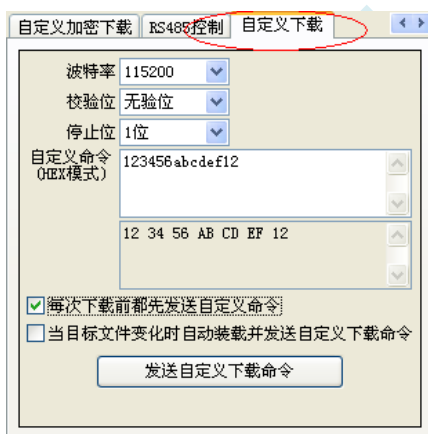 自定义加密下载 RS485控制 自定义下载
波特率 115200
校验位 无验位
停止位 1位
自定义命令
(HEX模式)
123456abcdef12
12 34 56 AB CD EF 12
每次下载前都先发送自定义命令
当目标文件变化时自动装载并发送自定义下载命令
发送自定义下载命令